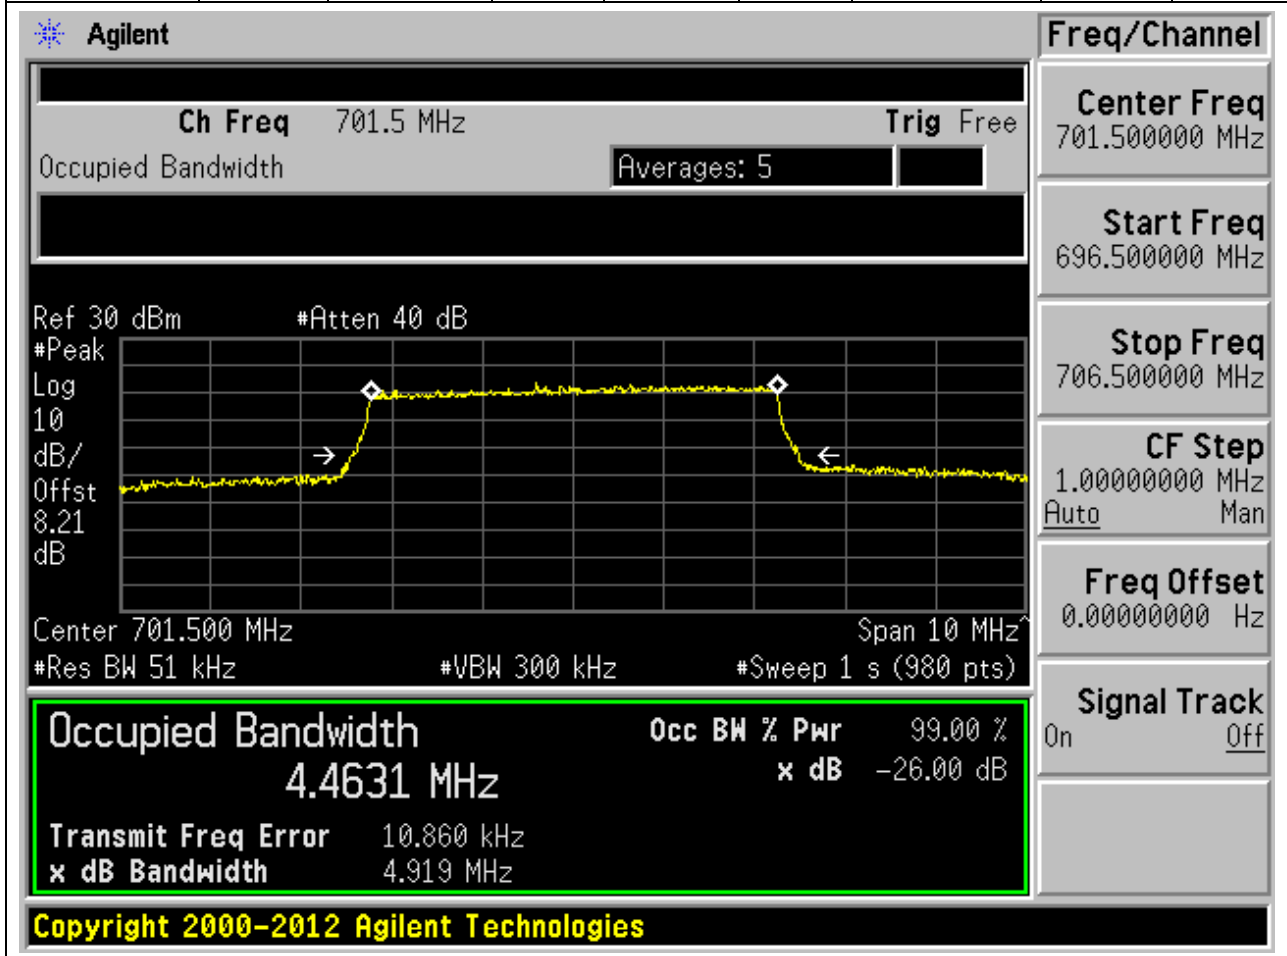 Agilent
Freq/Channel
Ch Freq 701.5 MHz Trig Free
Occupied Bandwidth Averages: 5
Center Freq
701.500000 MHz
Start Freq
696.500000 MHz
Stop Freq
706.500000 MHz
CF Step
1.00000000 MHz
Auto Man
Freq Offset
0.00000000 Hz
Signal Track
On Off
Ref 30 dBm #Atten 40 dB
#Peak
Log
10
dB/
Offst
8.21
dB
Center 701.500 MHz Span 10 MHz^
#Res BW 51 kHz #VBW 300 kHz #Sweep 1 s (980 pts)
Occupied Bandwidth Occ BW % Pwr 99.00 %
4.4631 MHz x dB -26.00 dB
Transmit Freq Error 10.860 kHz
x dB Bandwidth 4.919 MHz
Copyright 2000-2012 Agilent Technologies